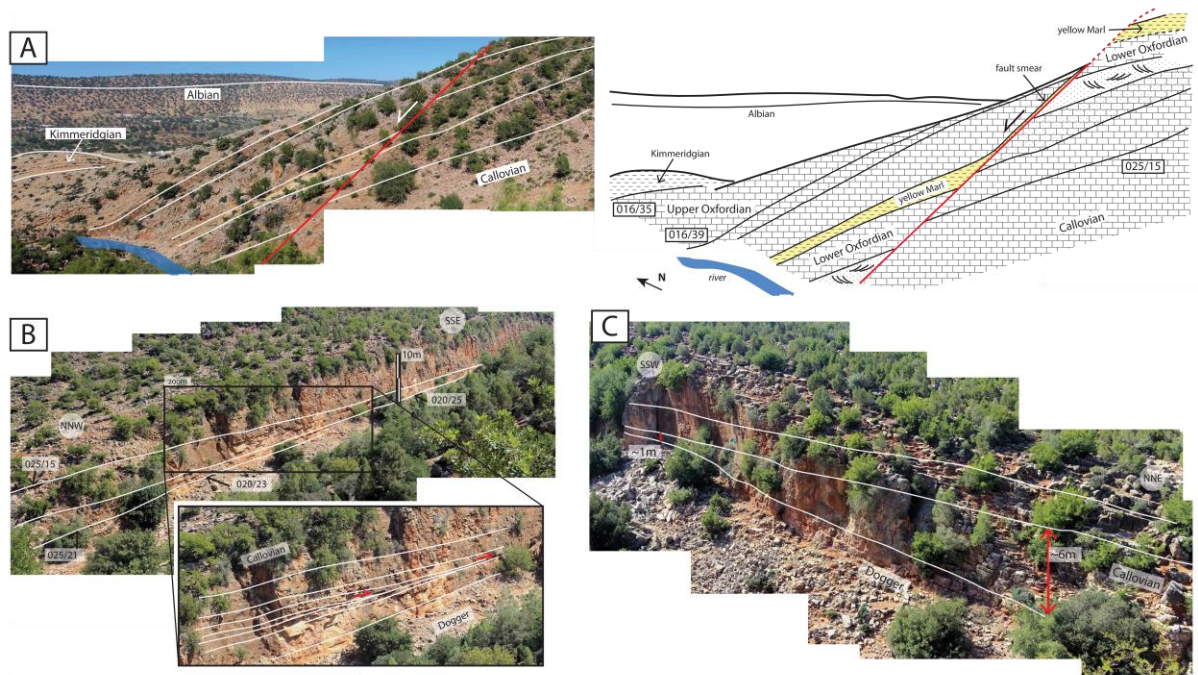 A
Albian
Kimmeridgian
Callovian
yellow Marl
Lower Oxfordian
fault smear
Albian
Kimmeridgian
025/15
yellow Marl
016/35
Upper Oxfordian
Callovian
016/39
Lower Oxfordian
N
river
B
SSE
10m
zoom
NNW
020/25
025/15
020/23
025/21
Callovian
Dogger
C
SSW
~1m
NNE
~6m
Callovian
Dogger